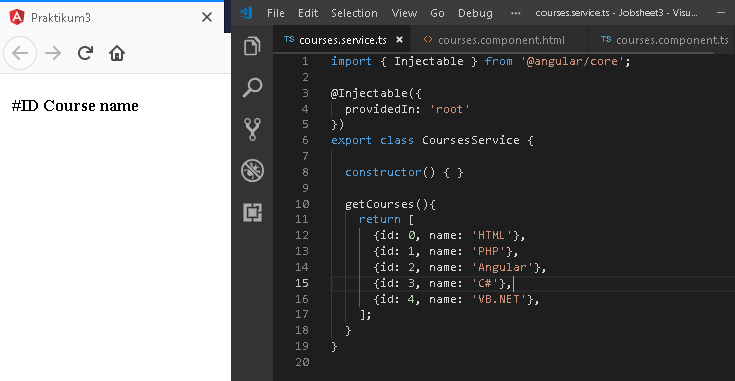 Praktikum3
#ID Course name
File Edit Selection View Go Debug ··· courses.service.ts - Jobsheet3 - Visu...
TS courses.service.ts
<> courses.component.html
TS courses.component.ts
1 import { Injectable } from '@angular/core';
2
3 @Injectable({
4 providedIn: 'root'
5 })
6 export class CoursesService {
7
8 constructor() { }
9
10 getCourses(){
11 return [
12 {id: 0, name: 'HTML'},
13 {id: 1, name: 'PHP'},
14 {id: 2, name: 'Angular'},
15 {id: 3, name: 'C#'},
16 {id: 4, name: 'VB.NET'},
17 ];
18 }
19 }
20